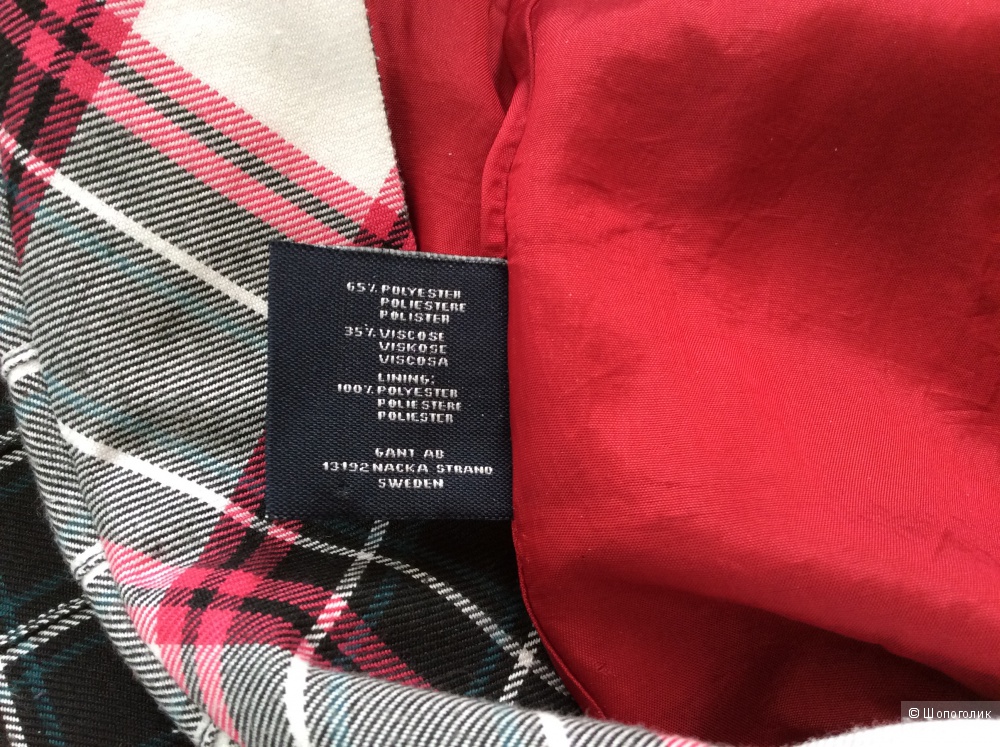 65% POLYESTER
POLIESTERE
POLISTER
35% VISCOSE
VISKOSE
VISCOSA
LINING:
100% POLYESTER
POLIESTERE
POLIESTER
GANT AB
13192 NACKA STRAND
SWEDEN
© Шопоголик